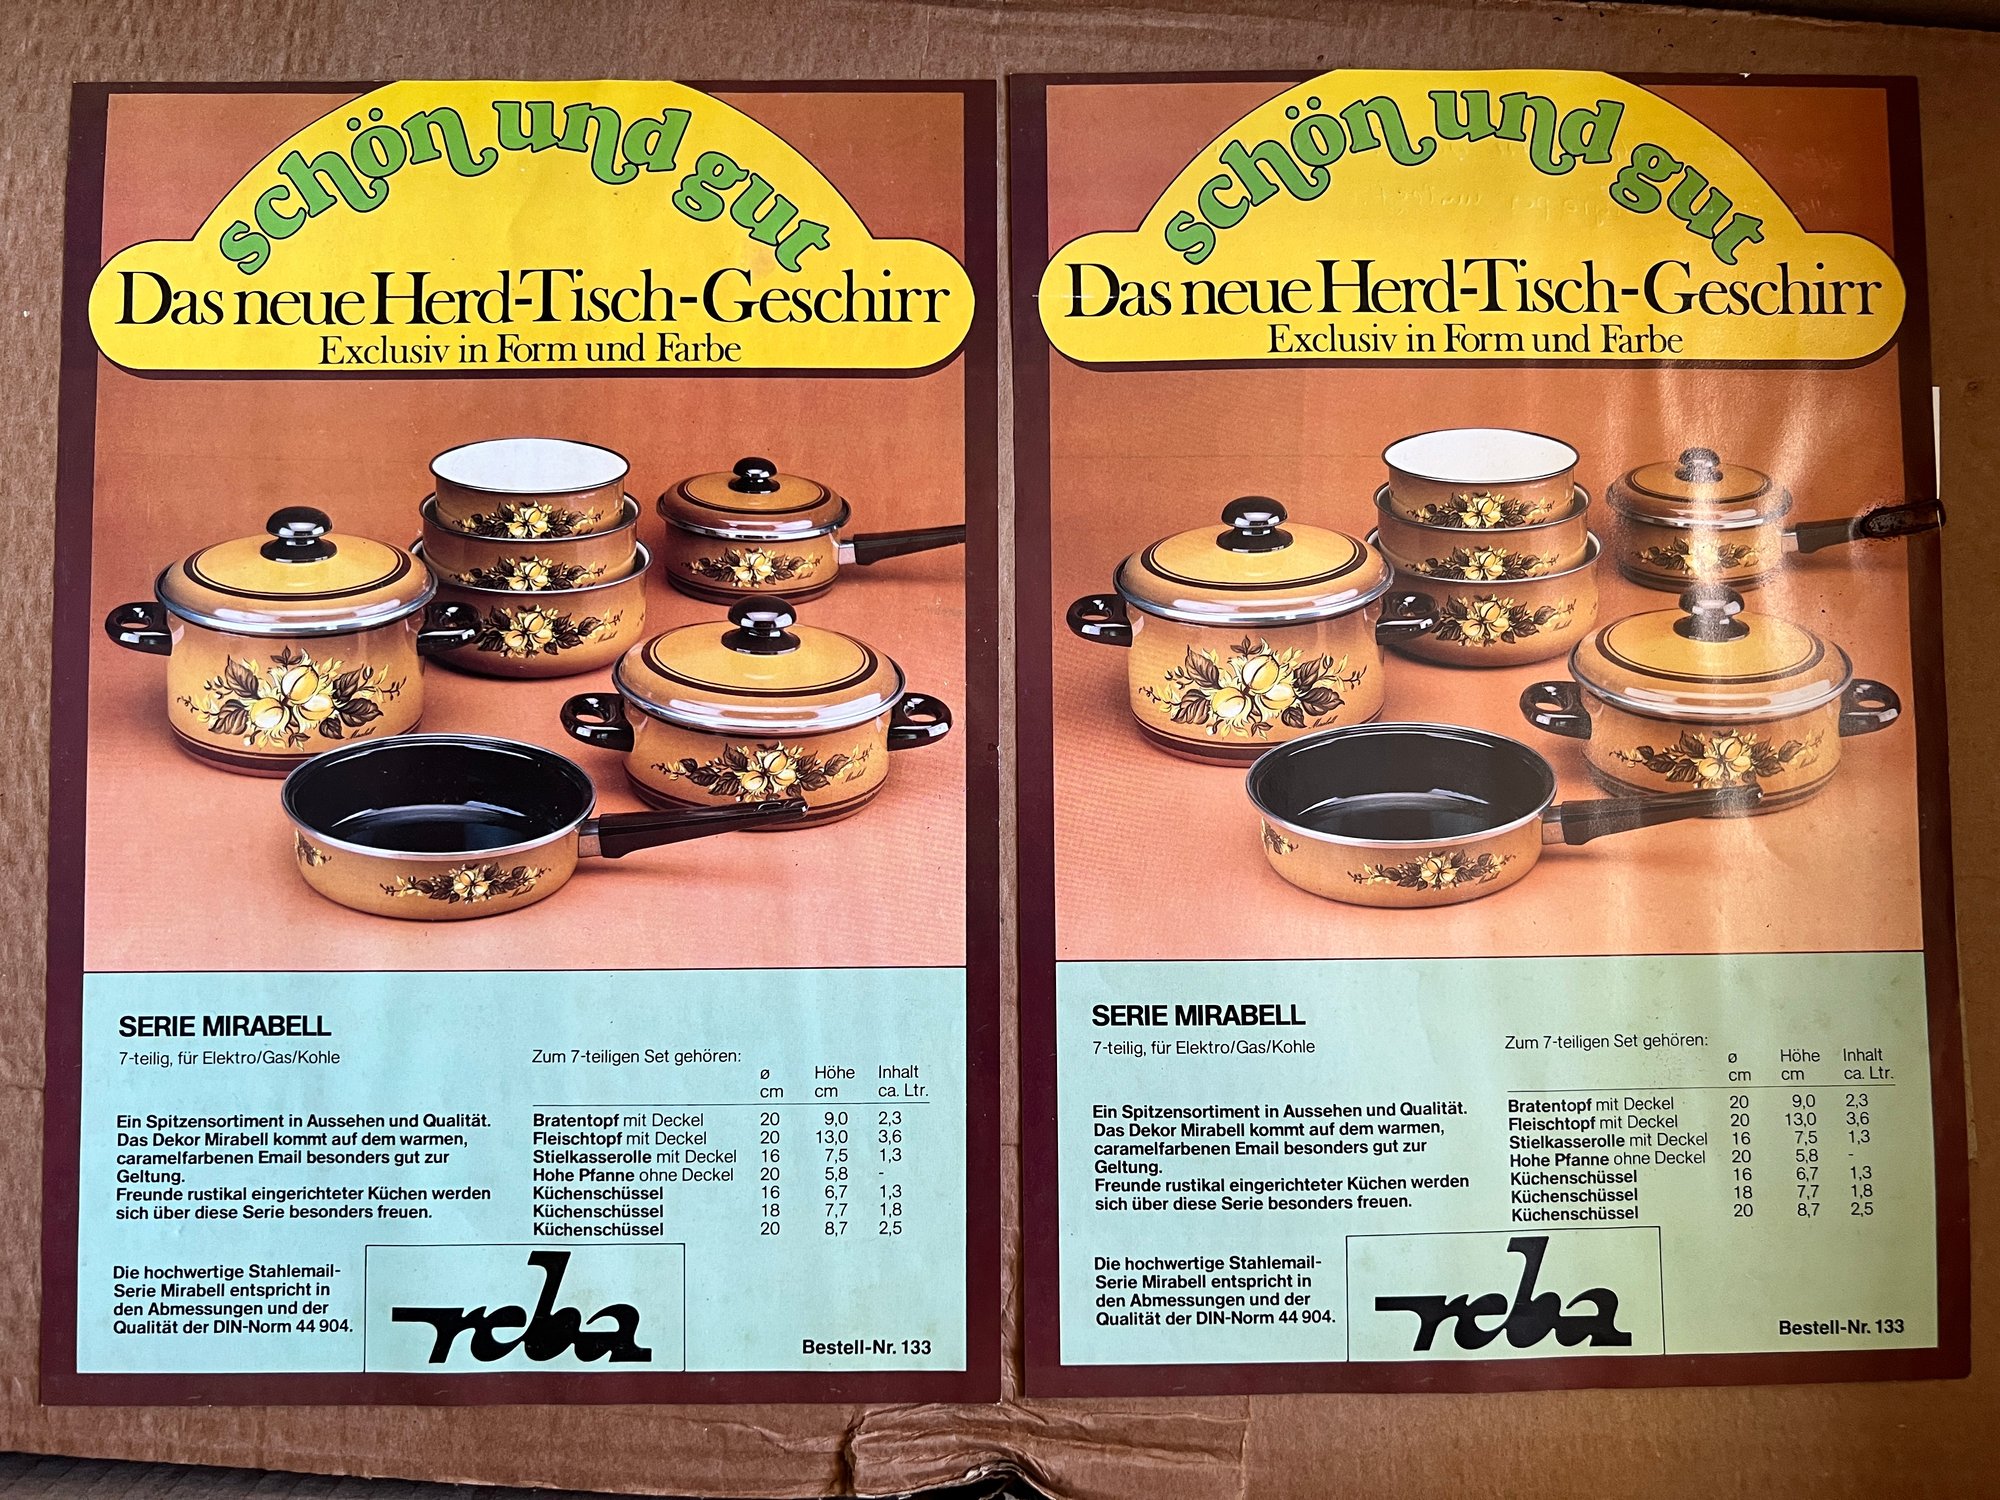 schön und gut
Das neue Herd-Tisch-Geschirr
Exclusiv in Form und Farbe
SERIE MIRABELL
7-teilig, für Elektro/Gas/Kohle
Ein Spitzensortiment in Aussehen und Qualität.
Das Dekor Mirabell kommt auf dem warmen,
caramelfarbenen Email besonders gut zur
Geltung.
Freunde rustikal eingerichteter Küchen werden
sich über diese Serie besonders freuen.
Die hochwertige Stahlemail-
Serie Mirabell entspricht in
den Abmessungen und der
Qualität der DIN-Norm 44 904.
Zum 7-teiligen Set gehören:
ø Höhe Inhalt
cm cm ca. Ltr.
Bratentopf mit Deckel 20 9,0 2,3
Fleischtopf mit Deckel 20 13,0 3,6
Stielkasserolle mit Deckel 16 7,5 1,3
Hohe Pfanne ohne Deckel 20 5,8 -
Küchenschüssel 16 6,7 1,3
Küchenschüssel 18 7,7 1,8
Küchenschüssel 20 8,7 2,5
reba
Bestell-Nr. 133
schön und gut
Das neue Herd-Tisch-Geschirr
Exclusiv in Form und Farbe
SERIE MIRABELL
7-teilig, für Elektro/Gas/Kohle
Ein Spitzensortiment in Aussehen und Qualität.
Das Dekor Mirabell kommt auf dem warmen,
caramelfarbenen Email besonders gut zur
Geltung.
Freunde rustikal eingerichteter Küchen werden
sich über diese Serie besonders freuen.
Die hochwertige Stahlemail-
Serie Mirabell entspricht in
den Abmessungen und der
Qualität der DIN-Norm 44 904.
Zum 7-teiligen Set gehören:
ø Höhe Inhalt
cm cm ca. Ltr.
Bratentopf mit Deckel 20 9,0 2,3
Fleischtopf mit Deckel 20 13,0 3,6
Stielkasserolle mit Deckel 16 7,5 1,3
Hohe Pfanne ohne Deckel 20 5,8 -
Küchenschüssel 16 6,7 1,3
Küchenschüssel 18 7,7 1,8
Küchenschüssel 20 8,7 2,5
reba
Bestell-Nr. 133